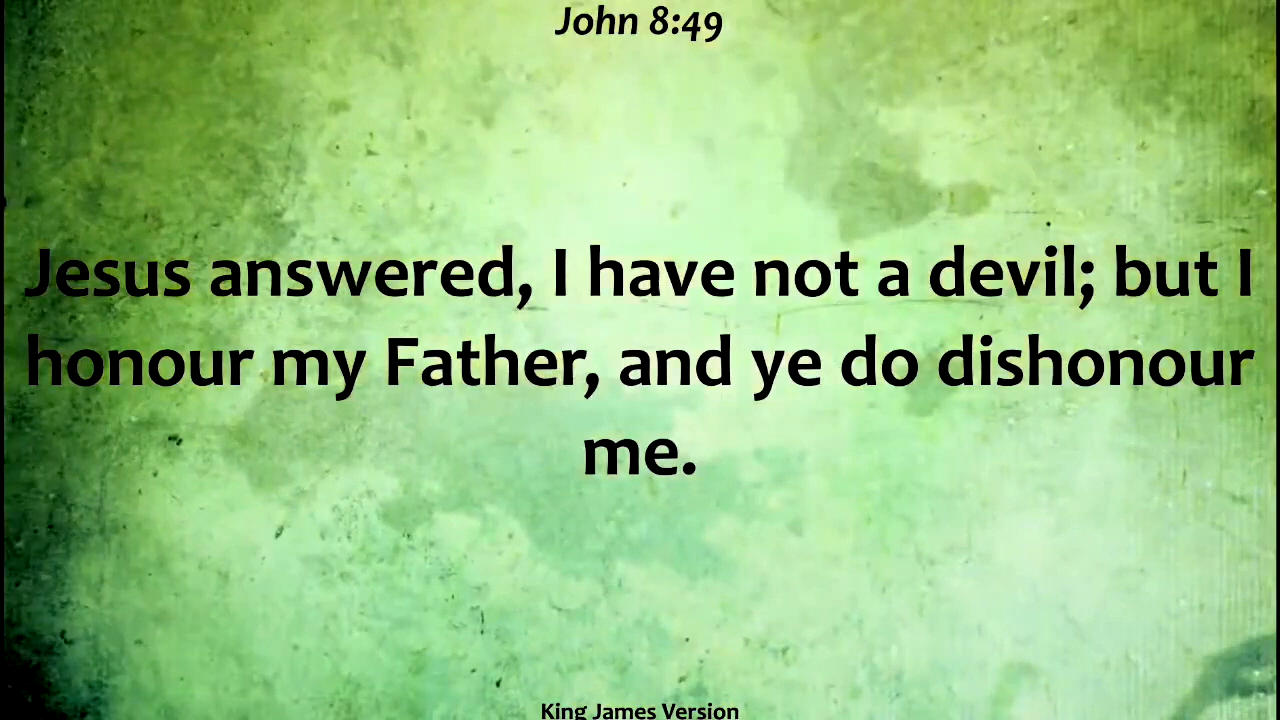 John 8:49
Jesus answered, I have not a devil; but I
honour my Father, and ye do dishonour
me.
King James Version